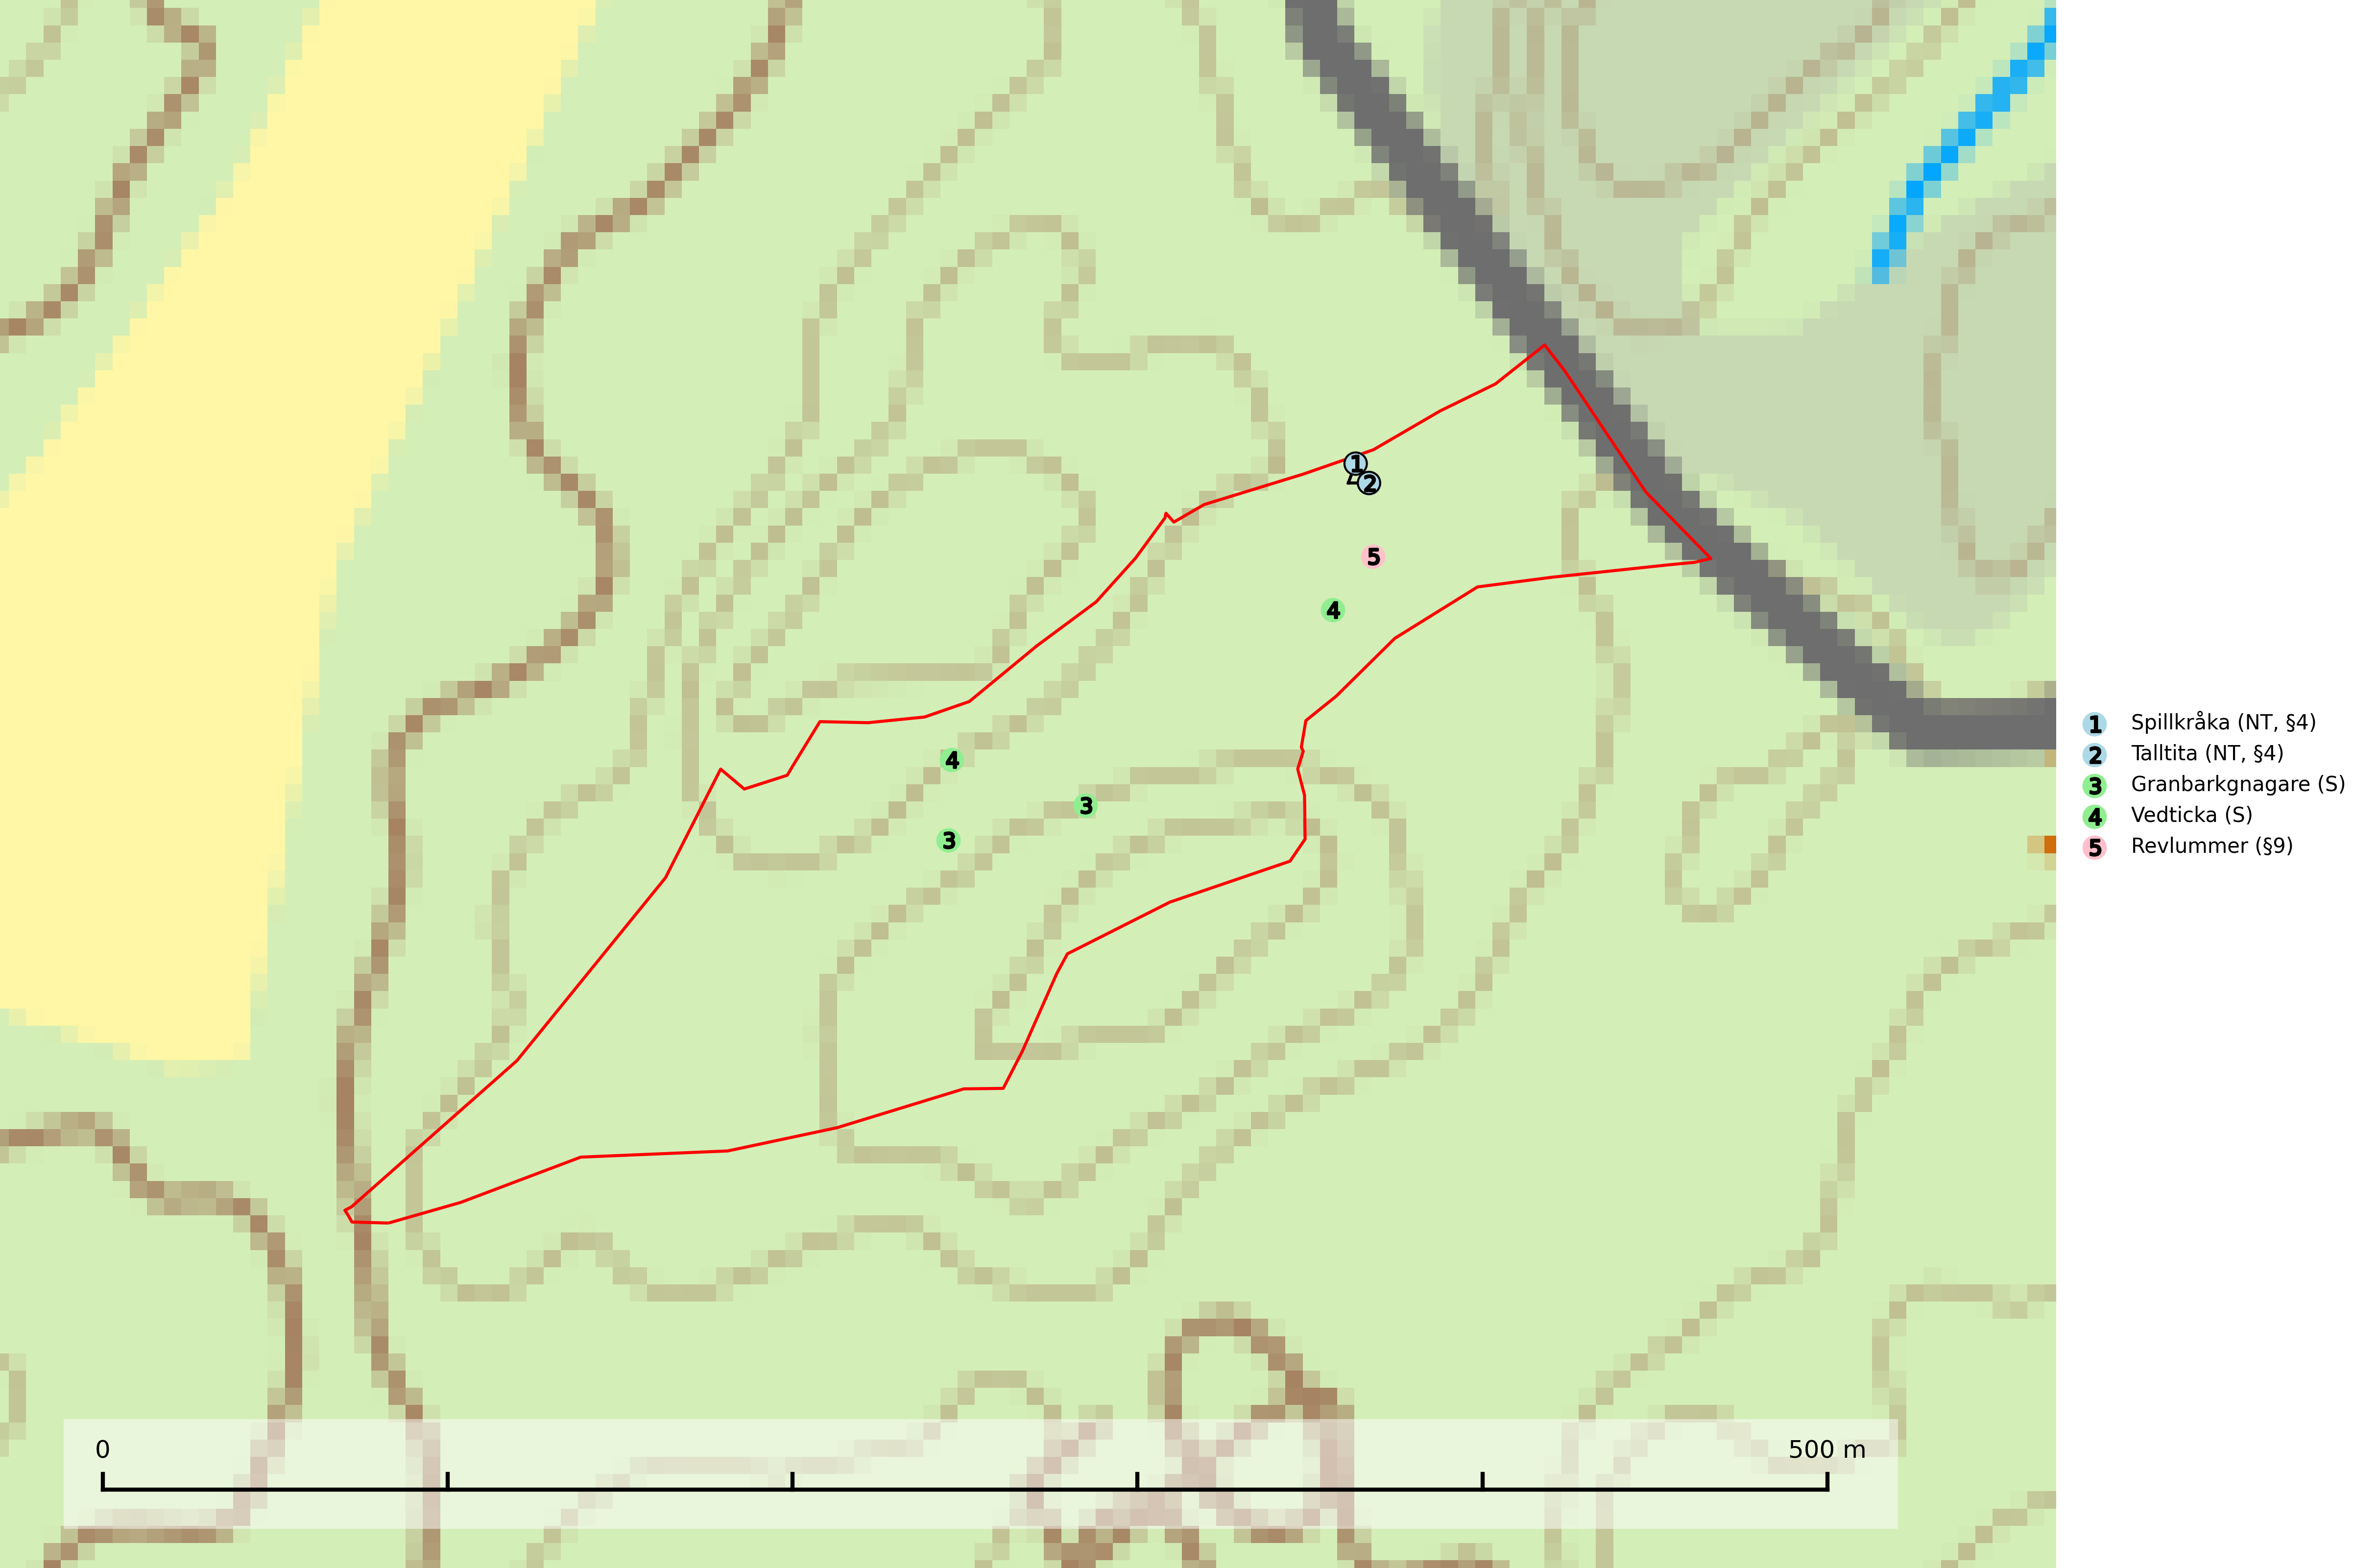 1
2
5
4
4
3
3
1 Spillkråka (NT, §4)
2 Talltita (NT, §4)
3 Granbarkgnagare (S)
4 Vedticka (S)
5 Revlummer (§9)
0 500 m